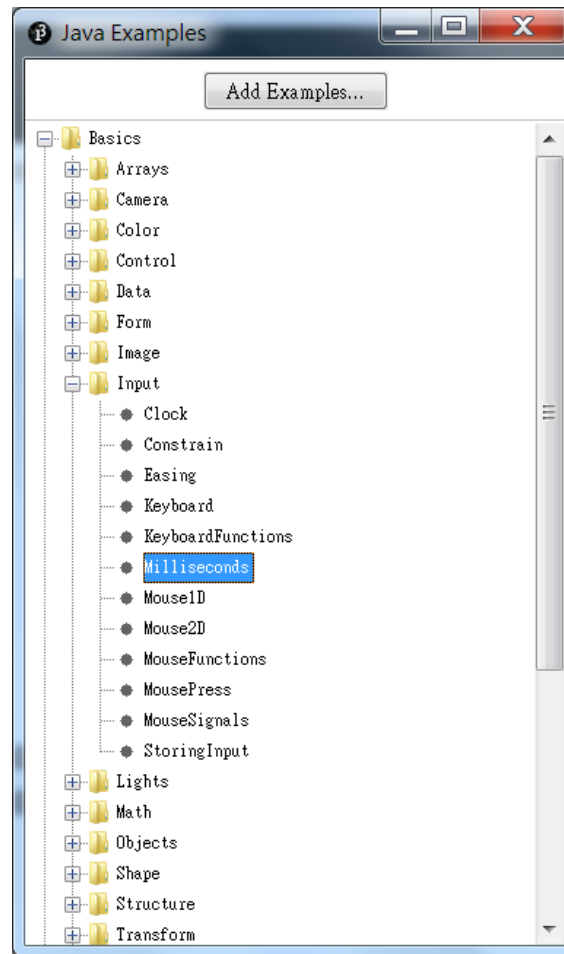 Java Examples
Add Examples...
Basics
Arrays
Camera
Color
Control
Data
Form
Image
Input
Clock
Constrain
Easing
Keyboard
KeyboardFunctions
Milliseconds
Mouse1D
Mouse2D
MouseFunctions
MousePress
MouseSignals
StoringInput
Lights
Math
Objects
Shape
Structure
Transform